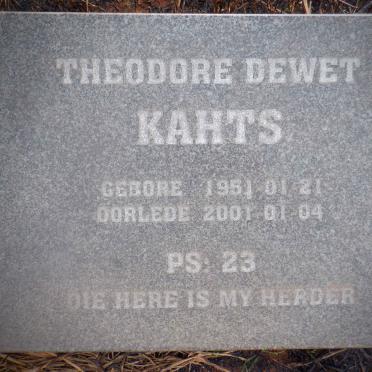 THEODORE DEWET
KAHTS
GEBORE 1951-01-21
OORLEDE 2001-01-04
PS: 23
DIE HERE IS MY HERDER